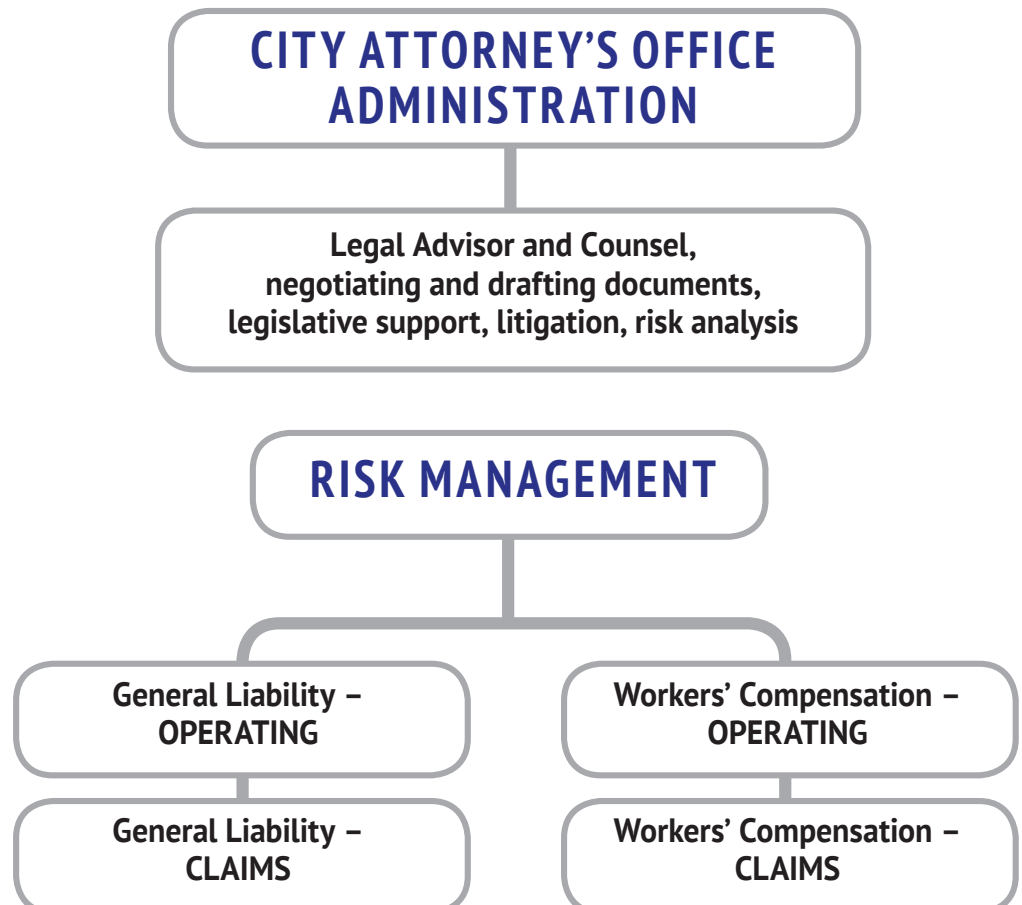 CITY ATTORNEY’S OFFICE
ADMINISTRATION
Legal Advisor and Counsel,
negotiating and drafting documents,
legislative support, litigation, risk analysis
RISK MANAGEMENT
General Liability –
OPERATING
General Liability –
CLAIMS
Workers’ Compensation –
OPERATING
Workers’ Compensation –
CLAIMS